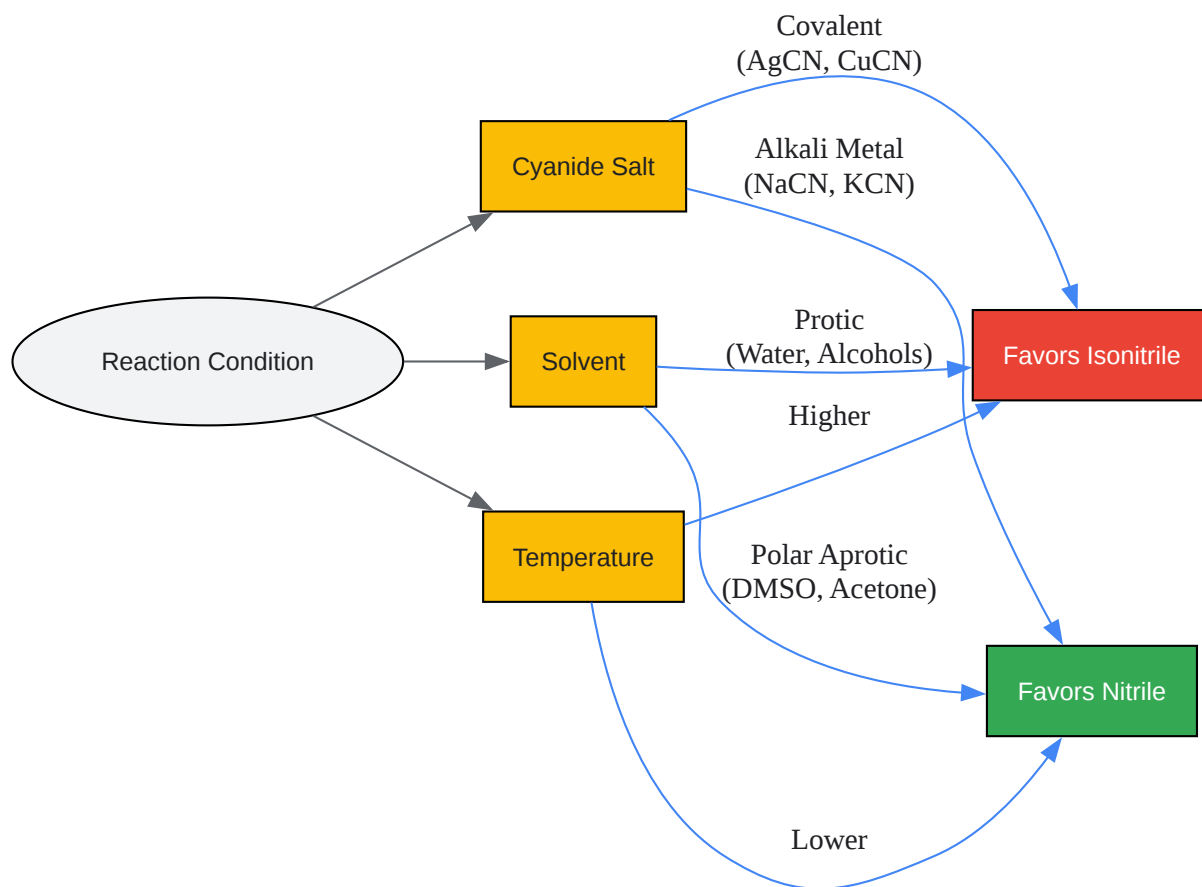 Covalent
(AgCN, CuCN)
Cyanide Salt
Alkali Metal
(NaCN, KCN)
Reaction Condition
Solvent
Protic
(Water, Alcohols)
Favors Isonitrile
Higher
Temperature
Polar Aprotic
(DMSO, Acetone)
Favors Nitrile
Lower